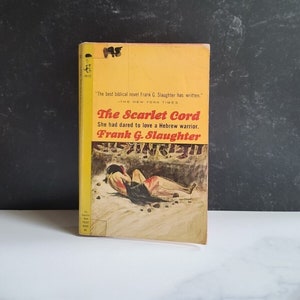 "The best biblical novel Frank G. Slaughter has written."
—THE NEW YORK TIMES
The Scarlet Cord
She had dared to love a Hebrew warrior.
Frank G. Slaughter